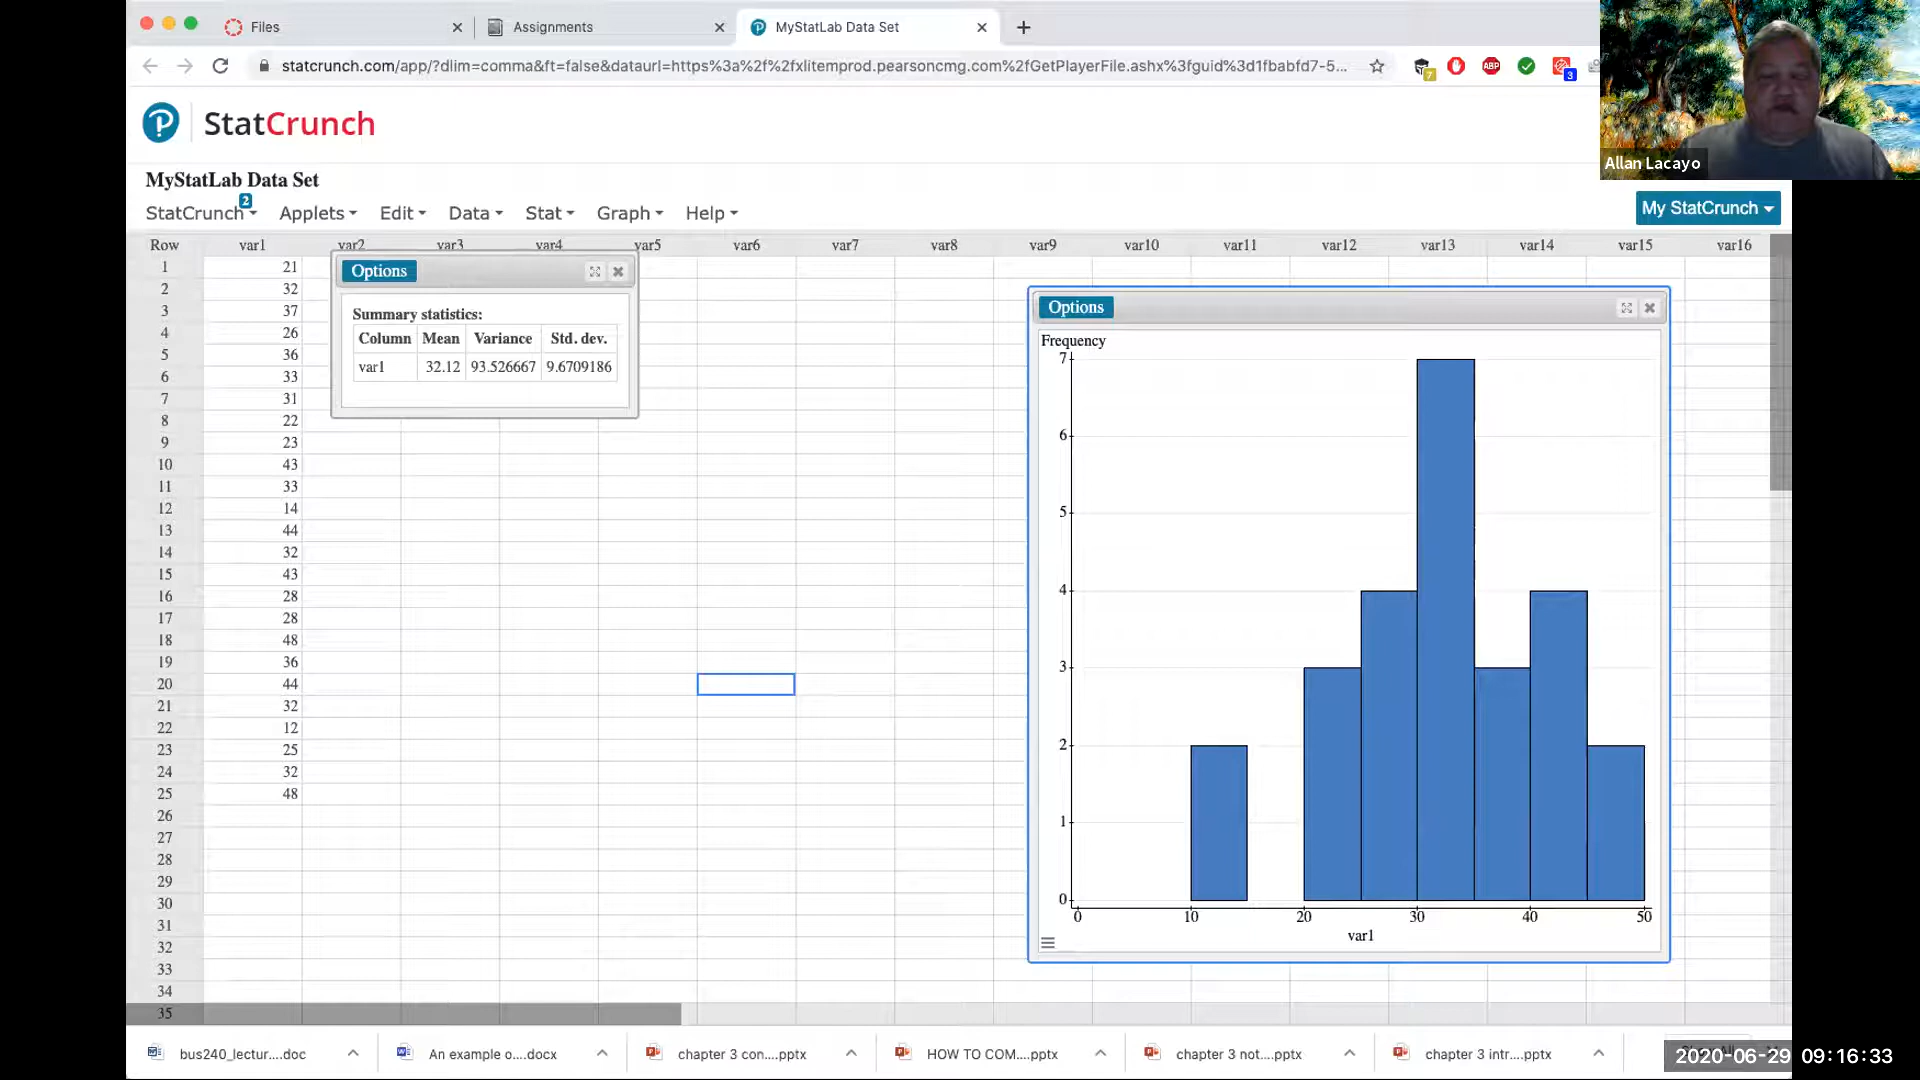 Files
Assignments
MyStatLab Data Set
statcrunch.com/app/?dlim=comma&ft=false&dataurl=https%3a%2f%2fxlitemprod.pearsoncmg.com%2fGetPlayerFile.ashx%3fguid%3d1fbabfd7-5...
7
ABP
3
StatCrunch
Allan Lacayo
MyStatLab Data Set
StatCrunch 2 Applets Edit Data Stat Graph Help
My StatCrunch
Row var1 var2 var3 var4 var5 var6 var7 var8 var9 var10 var11 var12 var13 var14 var15 var16
1 21
2 32
3 37
4 26
5 36
6 33
7 31
8 22
9 23
10 43
11 33
12 14
13 44
14 32
15 43
16 28
17 28
18 48
19 36
20 44
21 32
22 12
23 25
24 32
25 48
26
27
28
29
30
31
32
33
34
35
Options
Summary statistics:
Column Mean Variance Std. dev.
var1 32.12 93.526667 9.6709186
Options
Frequency
7
6
5
4
3
2
1
0
0 10 20 30 40 50
var1
bus240_lectur....doc
An example o....docx
chapter 3 con....pptx
HOW TO COM....pptx
chapter 3 not....pptx
chapter 3 intr....pptx
2020-06-29 09:16:33